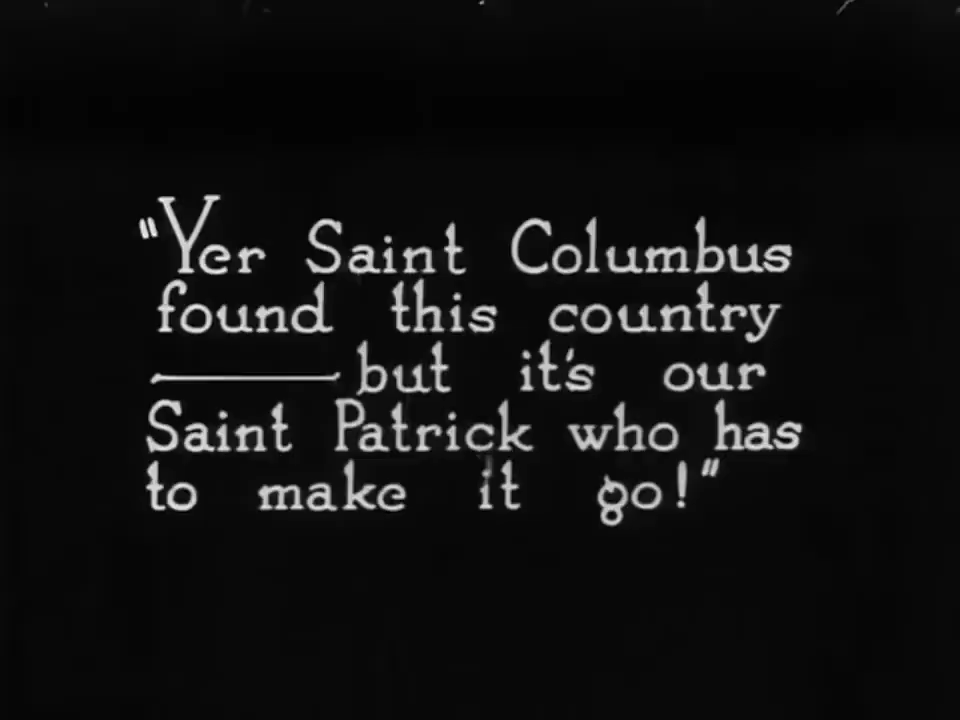 "Yer Saint Columbus
found this country
—— but it's our
Saint Patrick who has
to make it go!"